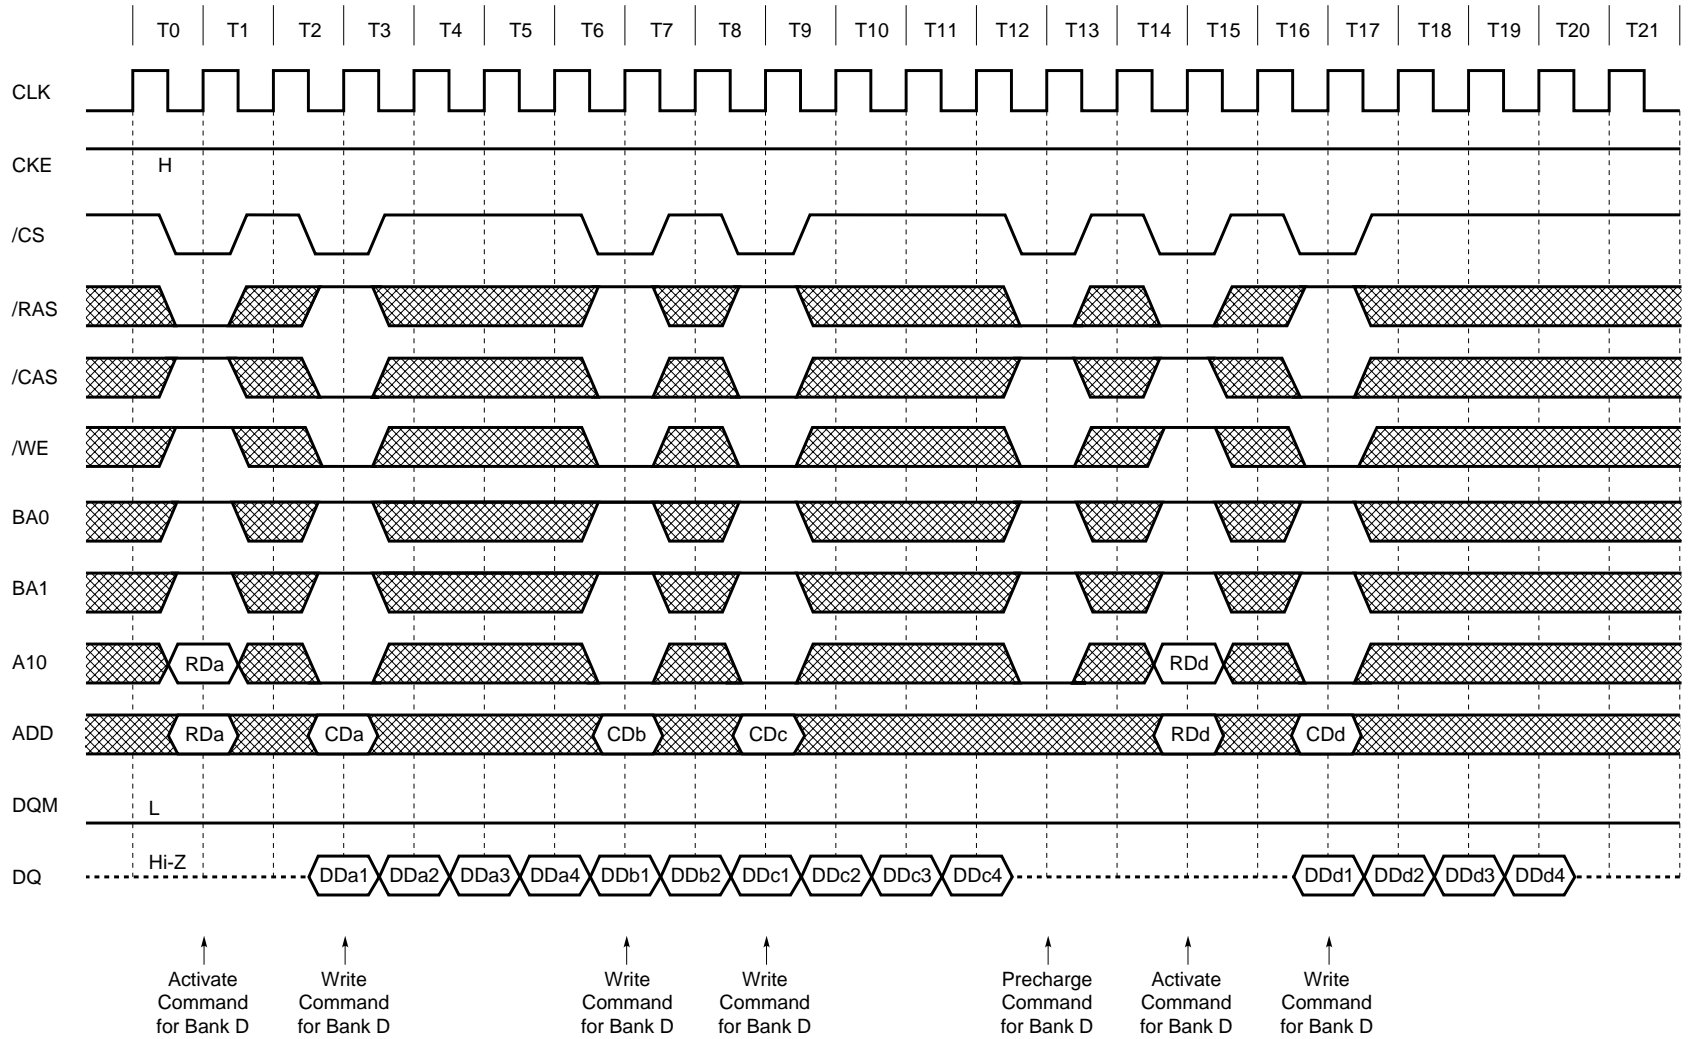 T0 T1 T2 T3 T4 T5 T6 T7 T8 T9 T10 T11 T12 T13 T14 T15 T16 T17 T18 T19 T20 T21
CLK
CKE H
/CS
/RAS
/CAS
/WE
BA0
BA1
A10 RDa RDd
ADD RDa CDa CDb CDc RDd CDd
DQM L
Hi-Z
DQ DDa1 DDa2 DDa3 DDa4 DDb1 DDb2 DDc1 DDc2 DDc3 DDc4 DDd1 DDd2 DDd3 DDd4
Activate
Command
for Bank D
Write
Command
for Bank D
Write
Command
for Bank D
Write
Command
for Bank D
Precharge
Command
for Bank D
Activate
Command
for Bank D
Write
Command
for Bank D